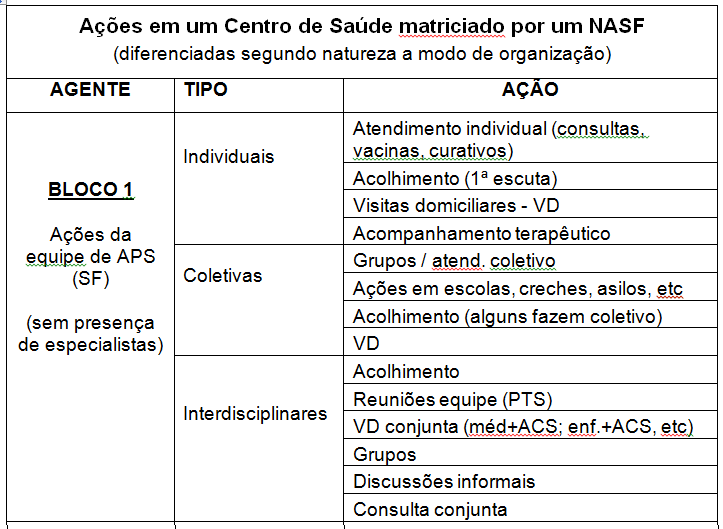 Ações em um Centro de Saúde matriciado por um NASF
(diferenciadas segundo natureza a modo de organização)
AGENTE TIPO AÇÃO
BLOCO 1
Ações da
equipe de APS
(SF)
(sem presença
de especialistas)
Individuais
Atendimento individual (consultas,
vacinas, curativos)
Acolhimento (1ª escuta)
Visitas domiciliares - VD
Acompanhamento terapêutico
Coletivas
Grupos / atend. coletivo
Ações em escolas, creches, asilos, etc
Acolhimento (alguns fazem coletivo)
VD
Interdisciplinares
Acolhimento
Reuniões equipe (PTS)
VD conjunta (méd+ACS; enf.+ACS, etc)
Grupos
Discussões informais
Consulta conjunta